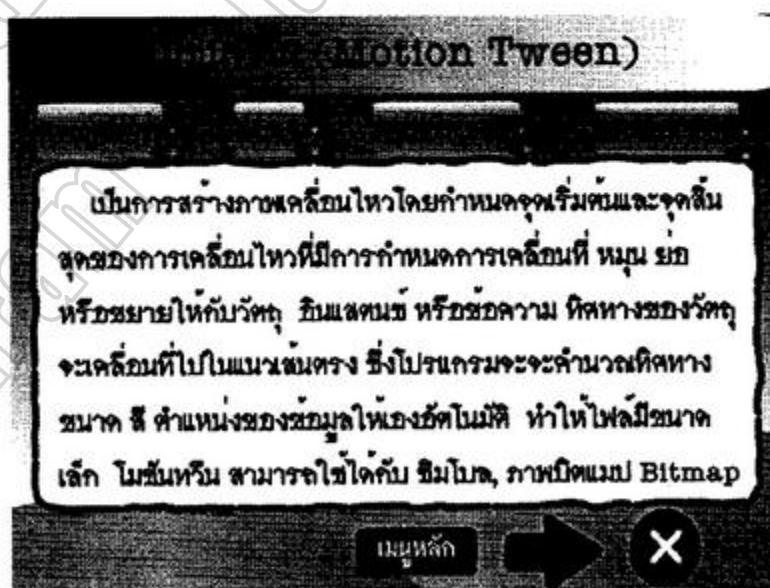 (Motion Tween)
เป็นการสร้างภาพเคลื่อนไหวโดยกำหนดจุดเริ่มต้นและจุดสิ้น
สุดของการเคลื่อนไหวที่มีการกำหนดการเคลื่อนที่ หมุน ย่อ
หรือขยายให้กับวัตถุ อินแสตนซ์ หรือข้อความ ทิศทางของวัตถุ
จะเคลื่อนที่ไปในแนวเส้นตรง ซึ่งโปรแกรมจะจะคำนวณทิศทาง
ขนาด สี ตำแหน่งของข้อมูลให้เองอัตโนมัติ ทำให้ไฟล์มีขนาด
เล็ก โมชันทวีน สามารถใช้ได้กับ ซิมโบล, ภาพบิตแมป Bitmap
เมนูหลัก